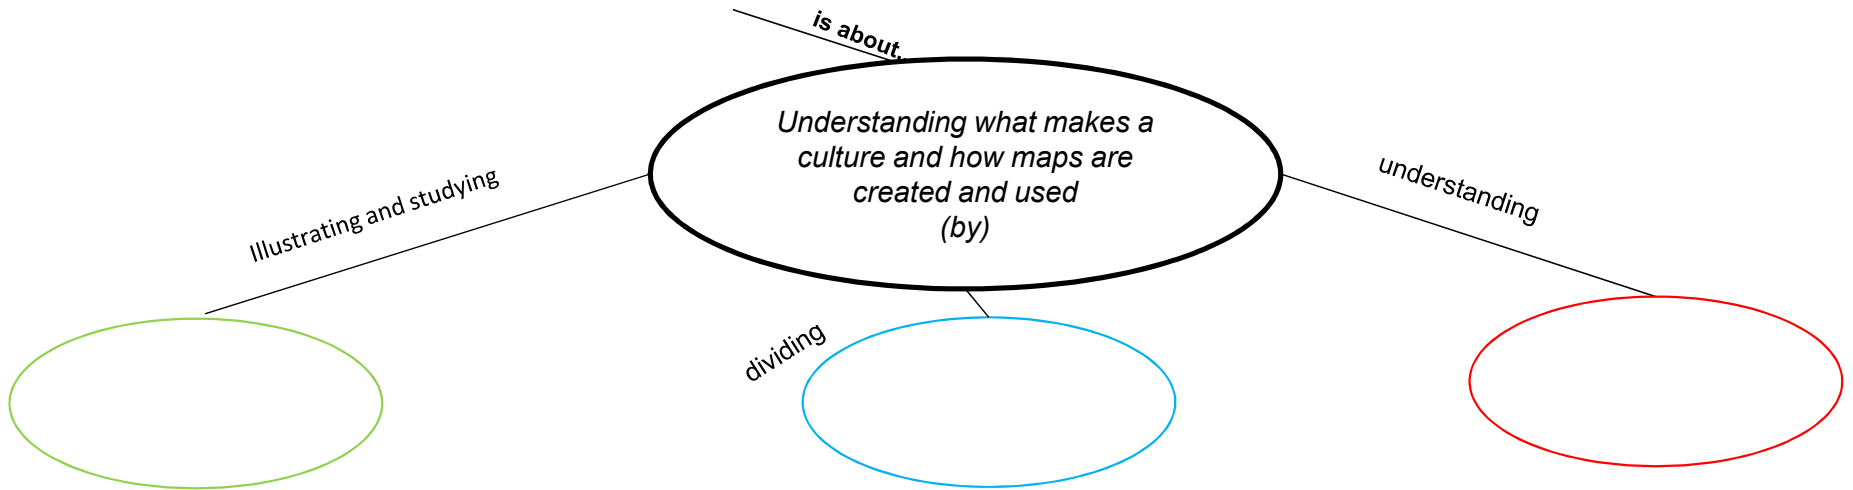 is about..
Understanding what makes a
culture and how maps are
created and used
(by)
Illustrating and studying
understanding
dividing